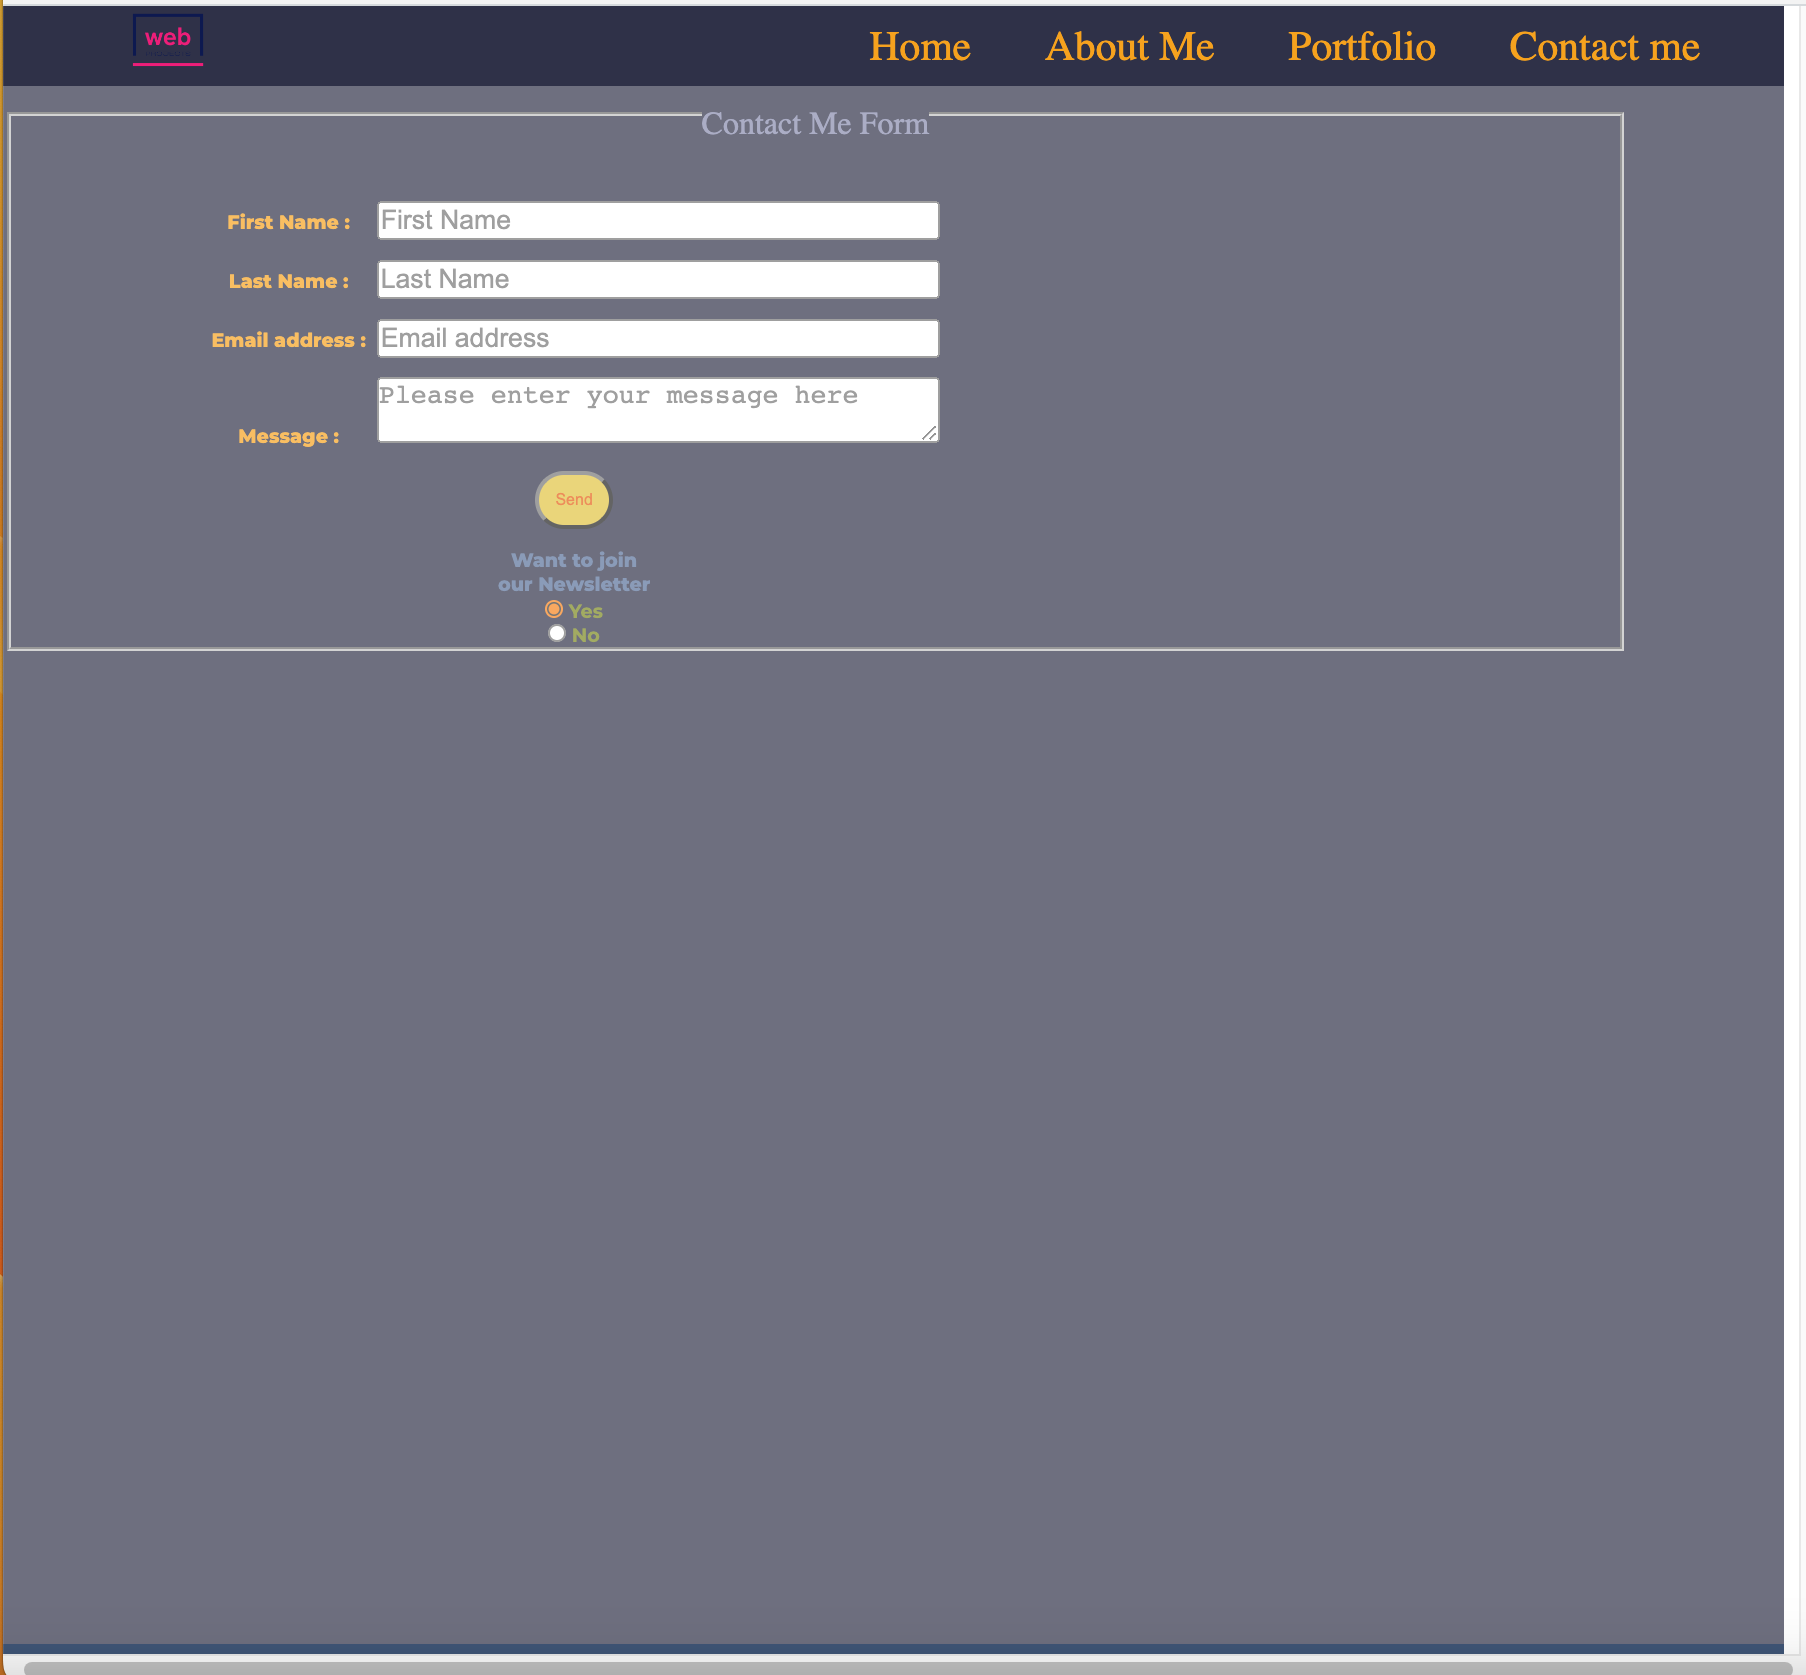 web
Home About Me Portfolio Contact me
Contact Me Form
First Name : First Name
Last Name : Last Name
Email address : Email address
Please enter your message here
Message :
Send
Want to join
our Newsletter
Yes
No